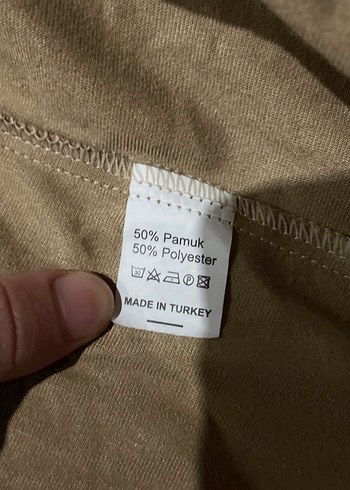 50% Pamuk
50% Polyester
MADE IN TURKEY